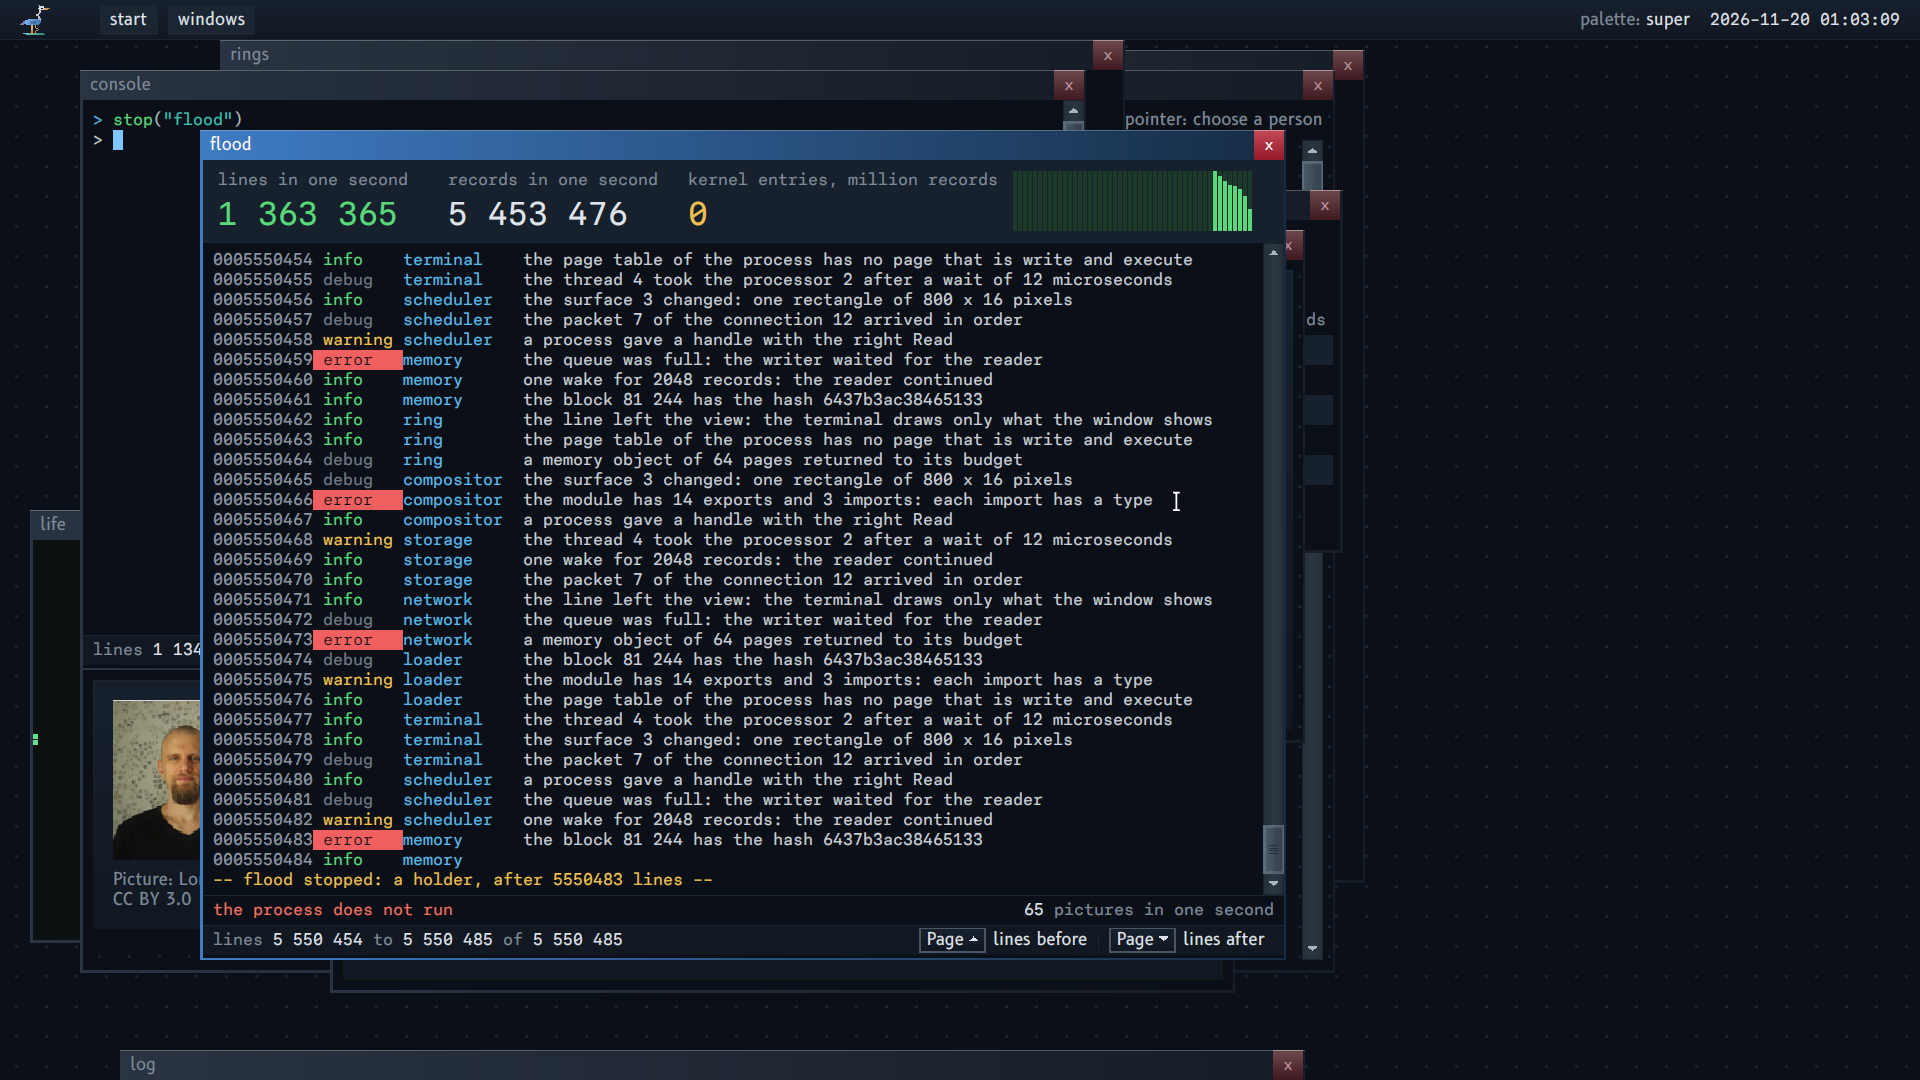 start windows palette: super 2026-11-20 01:03:09
rings x
x
console x
x
> stop("flood")
pointer: choose a person
>
flood x
lines in one second records in one second kernel entries, million records
1 363 365 5 453 476 0
x
x
0005550454 info terminal the page table of the process has no page that is write and execute
0005550455 debug terminal the thread 4 took the processor 2 after a wait of 12 microseconds
0005550456 info scheduler the surface 3 changed: one rectangle of 800 x 16 pixels
0005550457 debug scheduler the packet 7 of the connection 12 arrived in order
ds
0005550458 warning scheduler a process gave a handle with the right Read
0005550459 error memory the queue was full: the writer waited for the reader
0005550460 info memory one wake for 2048 records: the reader continued
0005550461 info memory the block 81 244 has the hash 6437b3ac38465133
0005550462 info ring the line left the view: the terminal draws only what the window shows
0005550463 info ring the page table of the process has no page that is write and execute
0005550464 debug ring a memory object of 64 pages returned to its budget
0005550465 debug compositor the surface 3 changed: one rectangle of 800 x 16 pixels
0005550466 error compositor the module has 14 exports and 3 imports: each import has a type
0005550467 info compositor a process gave a handle with the right Read
life
0005550468 warning storage the thread 4 took the processor 2 after a wait of 12 microseconds
0005550469 info storage one wake for 2048 records: the reader continued
0005550470 info storage the packet 7 of the connection 12 arrived in order
0005550471 info network the line left the view: the terminal draws only what the window shows
0005550472 debug network the queue was full: the writer waited for the reader
0005550473 error network a memory object of 64 pages returned to its budget
lines 1 134
0005550474 debug loader the block 81 244 has the hash 6437b3ac38465133
0005550475 warning loader the module has 14 exports and 3 imports: each import has a type
0005550476 info loader the page table of the process has no page that is write and execute
0005550477 info terminal the thread 4 took the processor 2 after a wait of 12 microseconds
0005550478 info terminal the surface 3 changed: one rectangle of 800 x 16 pixels
0005550479 debug terminal the packet 7 of the connection 12 arrived in order
0005550480 info scheduler a process gave a handle with the right Read
0005550481 debug scheduler the queue was full: the writer waited for the reader
0005550482 warning scheduler one wake for 2048 records: the reader continued
0005550483 error memory the block 81 244 has the hash 6437b3ac38465133
0005550484 info memory
-- flood stopped: a holder, after 5550483 lines --
Picture: Lo
CC BY 3.0
the process does not run 65 pictures in one second
lines 5 550 454 to 5 550 485 of 5 550 485 Page lines before Page lines after
log x